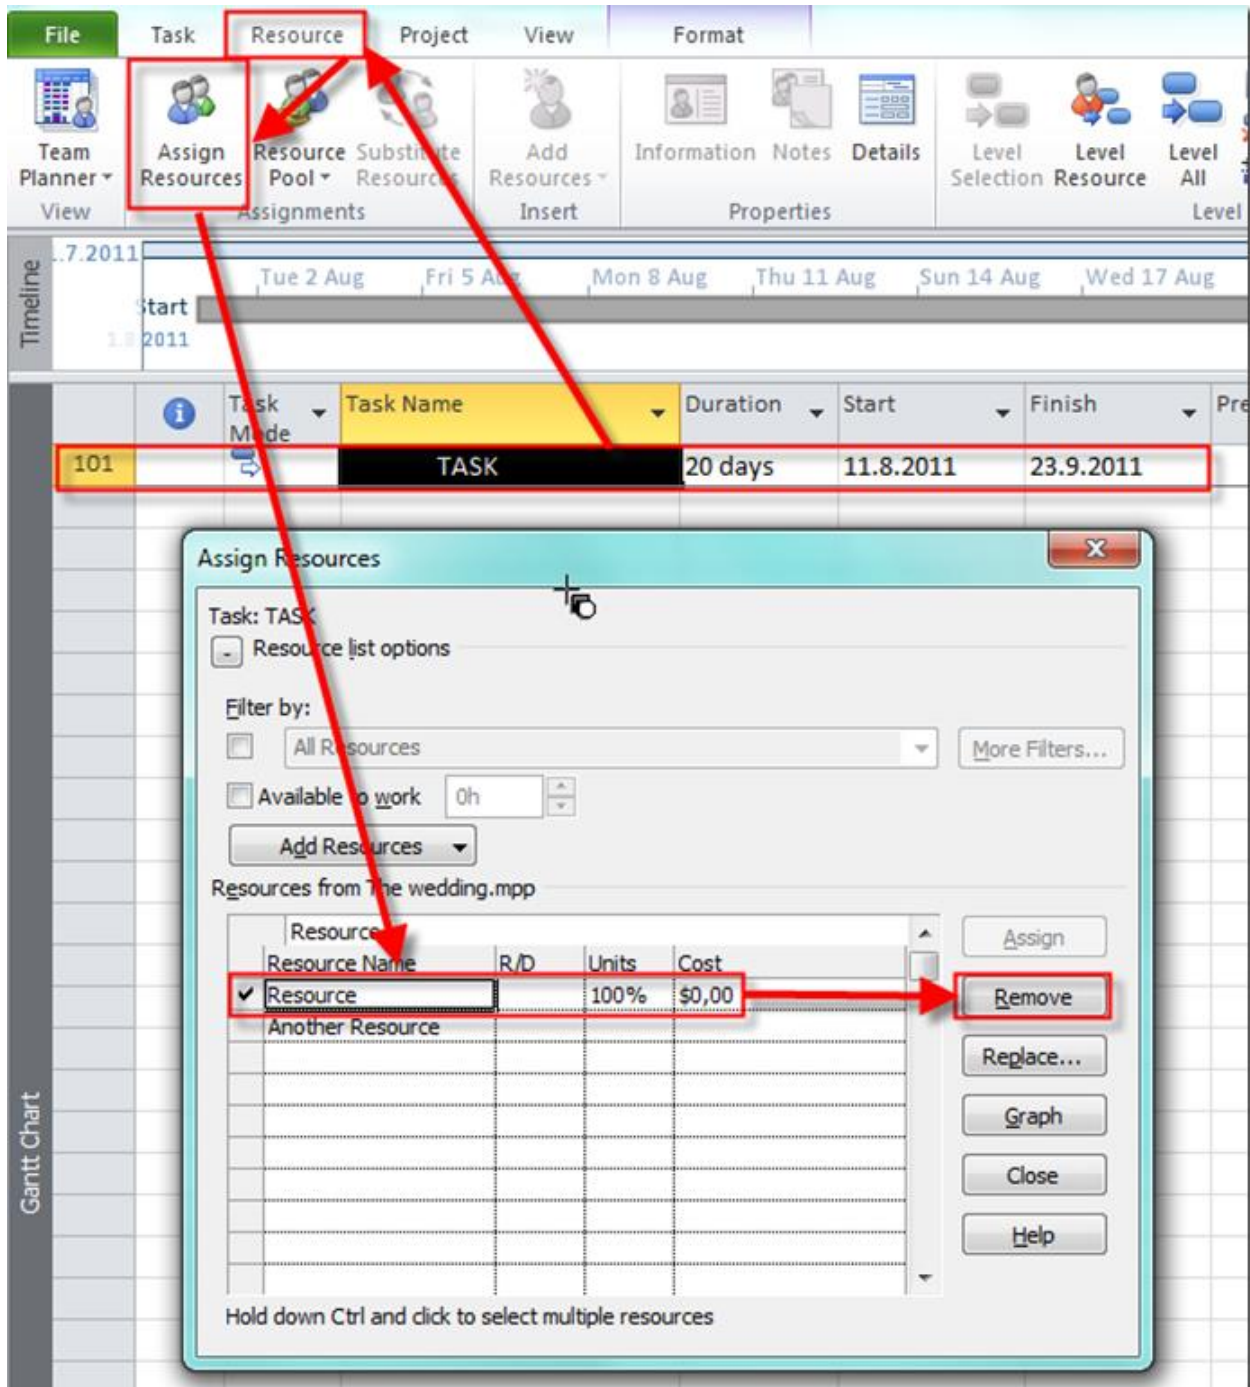 File Task Resource Project View Format
Team Planner Assign Resources Resource Pool Substitute Resources Add Resources Information Notes Details Level Selection Level Resource Level All
View Assignments Insert Properties Level
Timeline
.7.2011
Tue 2 Aug Fri 5 Aug Mon 8 Aug Thu 11 Aug Sun 14 Aug Wed 17 Aug
Start
2011
Gantt Chart
Task Mode Task Name Duration Start Finish Pre
101 TASK 20 days 11.8.2011 23.9.2011
Assign Resources
Task: TASK
- Resource list options
Filter by:
All Resources More Filters...
Available to work 0h
Add Resources
Resources from The wedding.mpp
Resource
Assign
Resource Name R/D Units Cost
Resource 100% $0,00 Remove
Another Resource
Replace...
Graph
Close
Help
Hold down Ctrl and click to select multiple resources